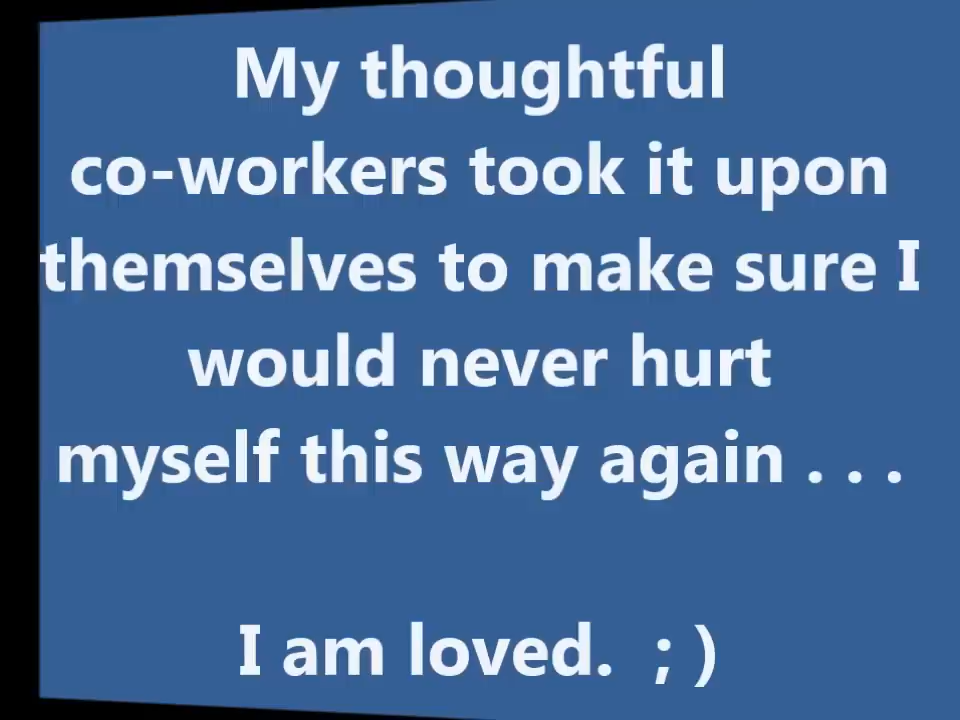 My thoughtful
co-workers took it upon
themselves to make sure I
would never hurt
myself this way again . . .
I am loved.  ; )